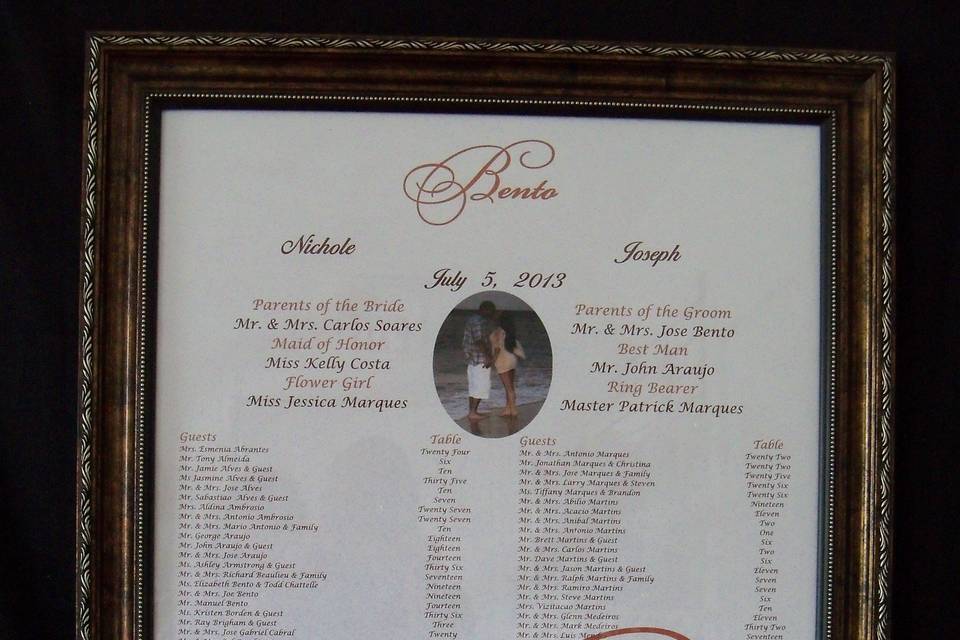 Bento
Nichole
Joseph
July 5, 2013
Parents of the Bride
Mr. & Mrs. Carlos Soares
Maid of Honor
Miss Kelly Costa
Flower Girl
Miss Jessica Marques
Parents of the Groom
Mr. & Mrs. Jose Bento
Best Man
Mr. John Araujo
Ring Bearer
Master Patrick Marques
Guests
Mrs. Esmenia Abrantes
Mr. Tony Almeida
Mr. Jamie Alves & Guest
Ms Jasmine Alves & Guest
Mr. & Mrs. Jose Alves
Mr. Sabastiao Alves & Guest
Mrs. Aldina Ambrosio
Mr. & Mrs. Antonio Ambrosio
Mr. & Mrs. Mario Antonio & Family
Mr. George Araujo
Mr. John Araujo & Guest
Mr. & Mrs. Jose Araujo
Ms. Ashley Armstrong & Guest
Mr. & Mrs. Richard Beaulieu & Family
Ms. Elizabeth Bento & Todd Chattelle
Mr. & Mrs. Joe Bento
Mr. Manuel Bento
Ms. Kristen Borden & Guest
Mr. Ray Brigham & Guest
Mr. & Mrs. Jose Gabriel Cabral
Table
Twenty Four
Six
Ten
Thirty Five
Ten
Seven
Twenty Seven
Twenty Seven
Ten
Eighteen
Eighteen
Fourteen
Thirty Six
Seventeen
Nineteen
Nineteen
Fourteen
Thirty Six
Three
Twenty
Guests
Mr. & Mrs. Antonio Marques
Mr. Jonathan Marques & Christina
Mr. & Mrs. Jose Marques & Family
Mr. & Mrs. Larry Marques & Steven
Ms. Tiffany Marques & Brandon
Mr. & Mrs. Abilio Martins
Mr. & Mrs. Acacio Martins
Mr. & Mrs. Anibal Martins
Mr. & Mrs. Antonio Martins
Mr. Brett Martins & Guest
Mr. & Mrs. Carlos Martins
Mr. Dave Martins & Guest
Mr. & Mrs. Jason Martins & Guest
Mr. & Mrs. Ralph Martins & Family
Mr. & Mrs. Ramiro Martins
Mr. & Mrs. Steve Martins
Mrs. Vizitacao Martins
Mr. & Mrs. Glenn Medeiros
Mr. & Mrs. Mark Medeiros
Mr. & Mrs. Luis
Table
Twenty Two
Twenty Two
Twenty Five
Twenty Six
Twenty Six
Nineteen
Eleven
Two
One
Six
Two
Six
Eleven
Seven
Seven
Six
Ten
Eleven
Thirty Two
Seventeen